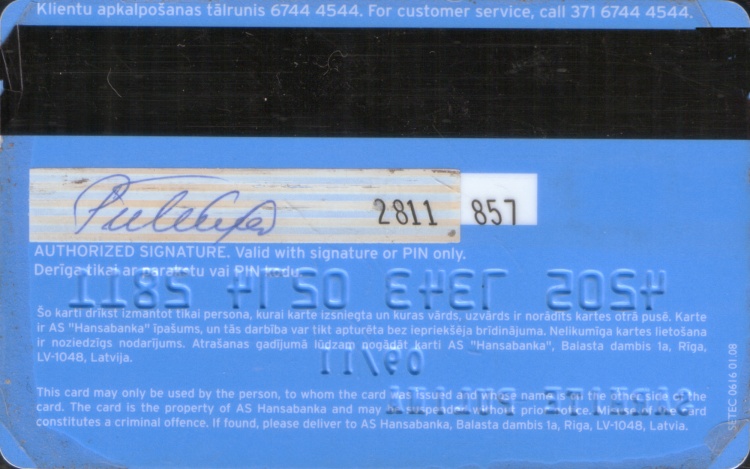 Klientu apkalpošanas tālrunis 6744 4544. For customer service, call 371 6744 4544.
2811 857
AUTHORIZED SIGNATURE. Valid with signature or PIN only.
Derīga tikai ar parakstu vai PIN kodu.
Šo karti drīkst izmantot tikai persona, kurai karte izsniegta un kuras vārds, uzvārds ir norādīts kartes otrā pusē. Karte
ir AS "Hansabanka" īpašums, un tās darbība var tikt apturēta bez iepriekšēja brīdinājuma. Nelikumīga kartes lietošana
ir noziedzīgs nodarījums. Atrašanas gadījumā lūdzam nogādāt karti AS "Hansabanka", Balasta dambis 1a, Rīga,
LV-1048, Latvija.
This card may only be used by the person, to whom the card was issued and whose name is on the other side of the
card. The card is the property of AS Hansabanka and may be suspended without prior notice. Misuse of the card
constitutes a criminal offence. If found, please deliver to AS Hansabanka, Balasta dambis 1a, Rīga, LV-1048, Latvia.
SETEC 0616 01.08